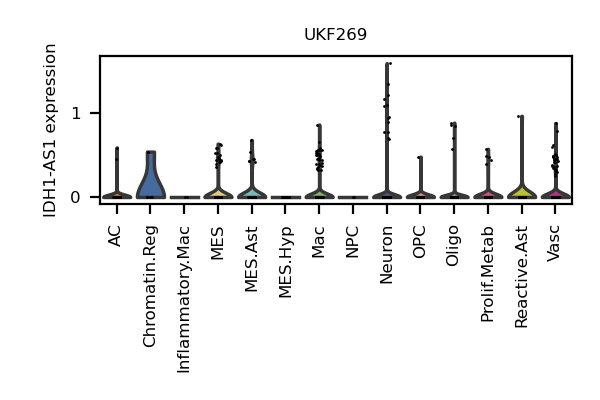 UKF269
IDH1-AS1 expression
1
0
AC
Chromatin.Reg
Inflammatory.Mac
MES
MES.Ast
MES.Hyp
Mac
NPC
Neuron
OPC
Oligo
Prolif.Metab
Reactive.Ast
Vasc